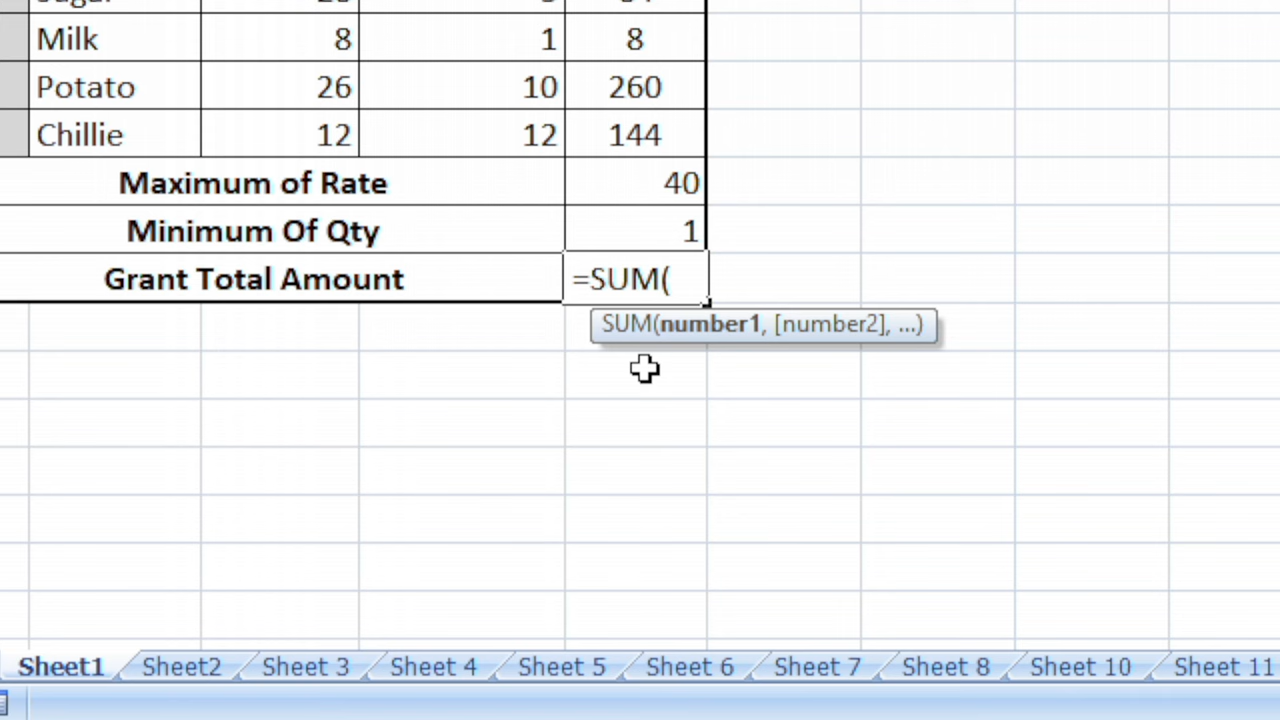 Milk 8 1 8
Potato 26 10 260
Chillie 12 12 144
Maximum of Rate 40
Minimum Of Qty 1
Grant Total Amount =SUM(
SUM(number1, [number2], ...)
Sheet1 Sheet2 Sheet 3 Sheet 4 Sheet 5 Sheet 6 Sheet 7 Sheet 8 Sheet 10 Sheet 11